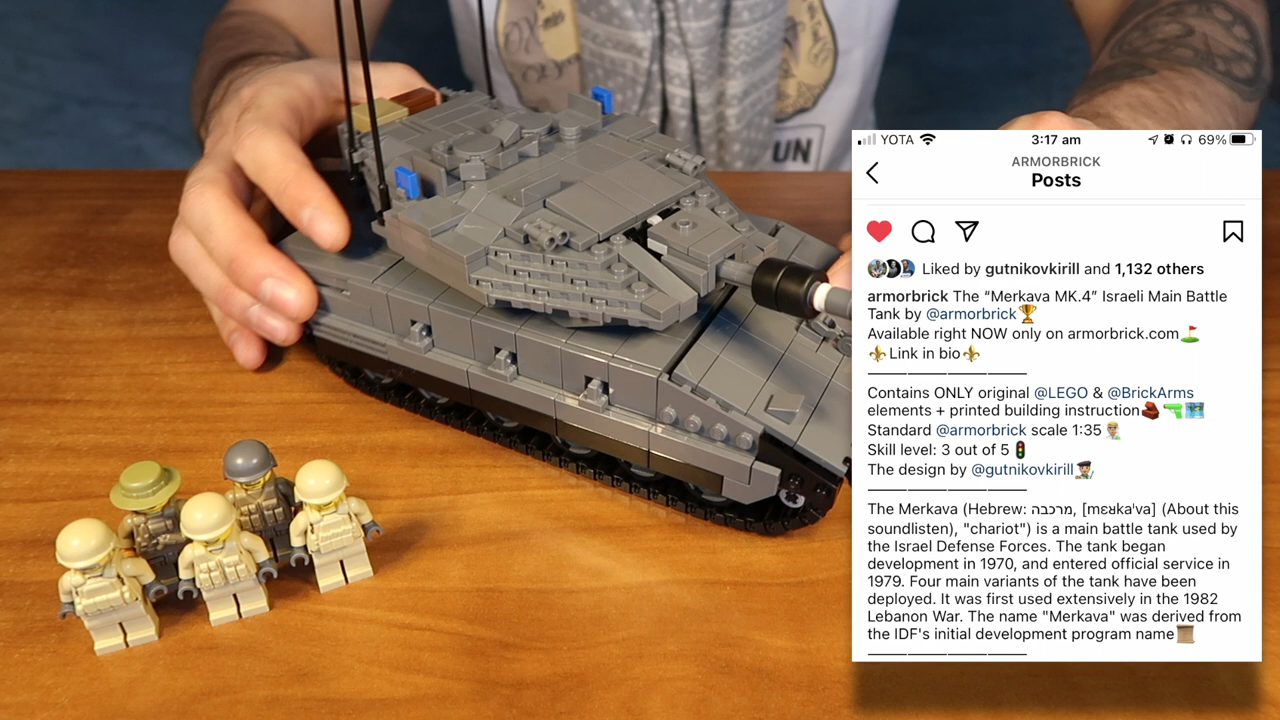 UN
YOTA 3:17 am 69%
ARMORBRICK
Posts
Liked by gutnikovkirill and 1,132 others
armorbrick The “Merkava MK.4” Israeli Main Battle
Tank by @armorbrick🏆
Available right NOW only on armorbrick.com⛳
⚜️Link in bio⚜️
Contains ONLY original @LEGO & @BrickArms
elements + printed building instruction🧰🔫🗺️
Standard @armorbrick scale 1:35
Skill level: 3 out of 5🚦
The design by @gutnikovkirill
The Merkava (Hebrew: מרכבה, [mɛʁkaˈva] (About this
soundlisten), "chariot") is a main battle tank used by
the Israel Defense Forces. The tank began
development in 1970, and entered official service in
1979. Four main variants of the tank have been
deployed. It was first used extensively in the 1982
Lebanon War. The name "Merkava" was derived from
the IDF's initial development program name📜